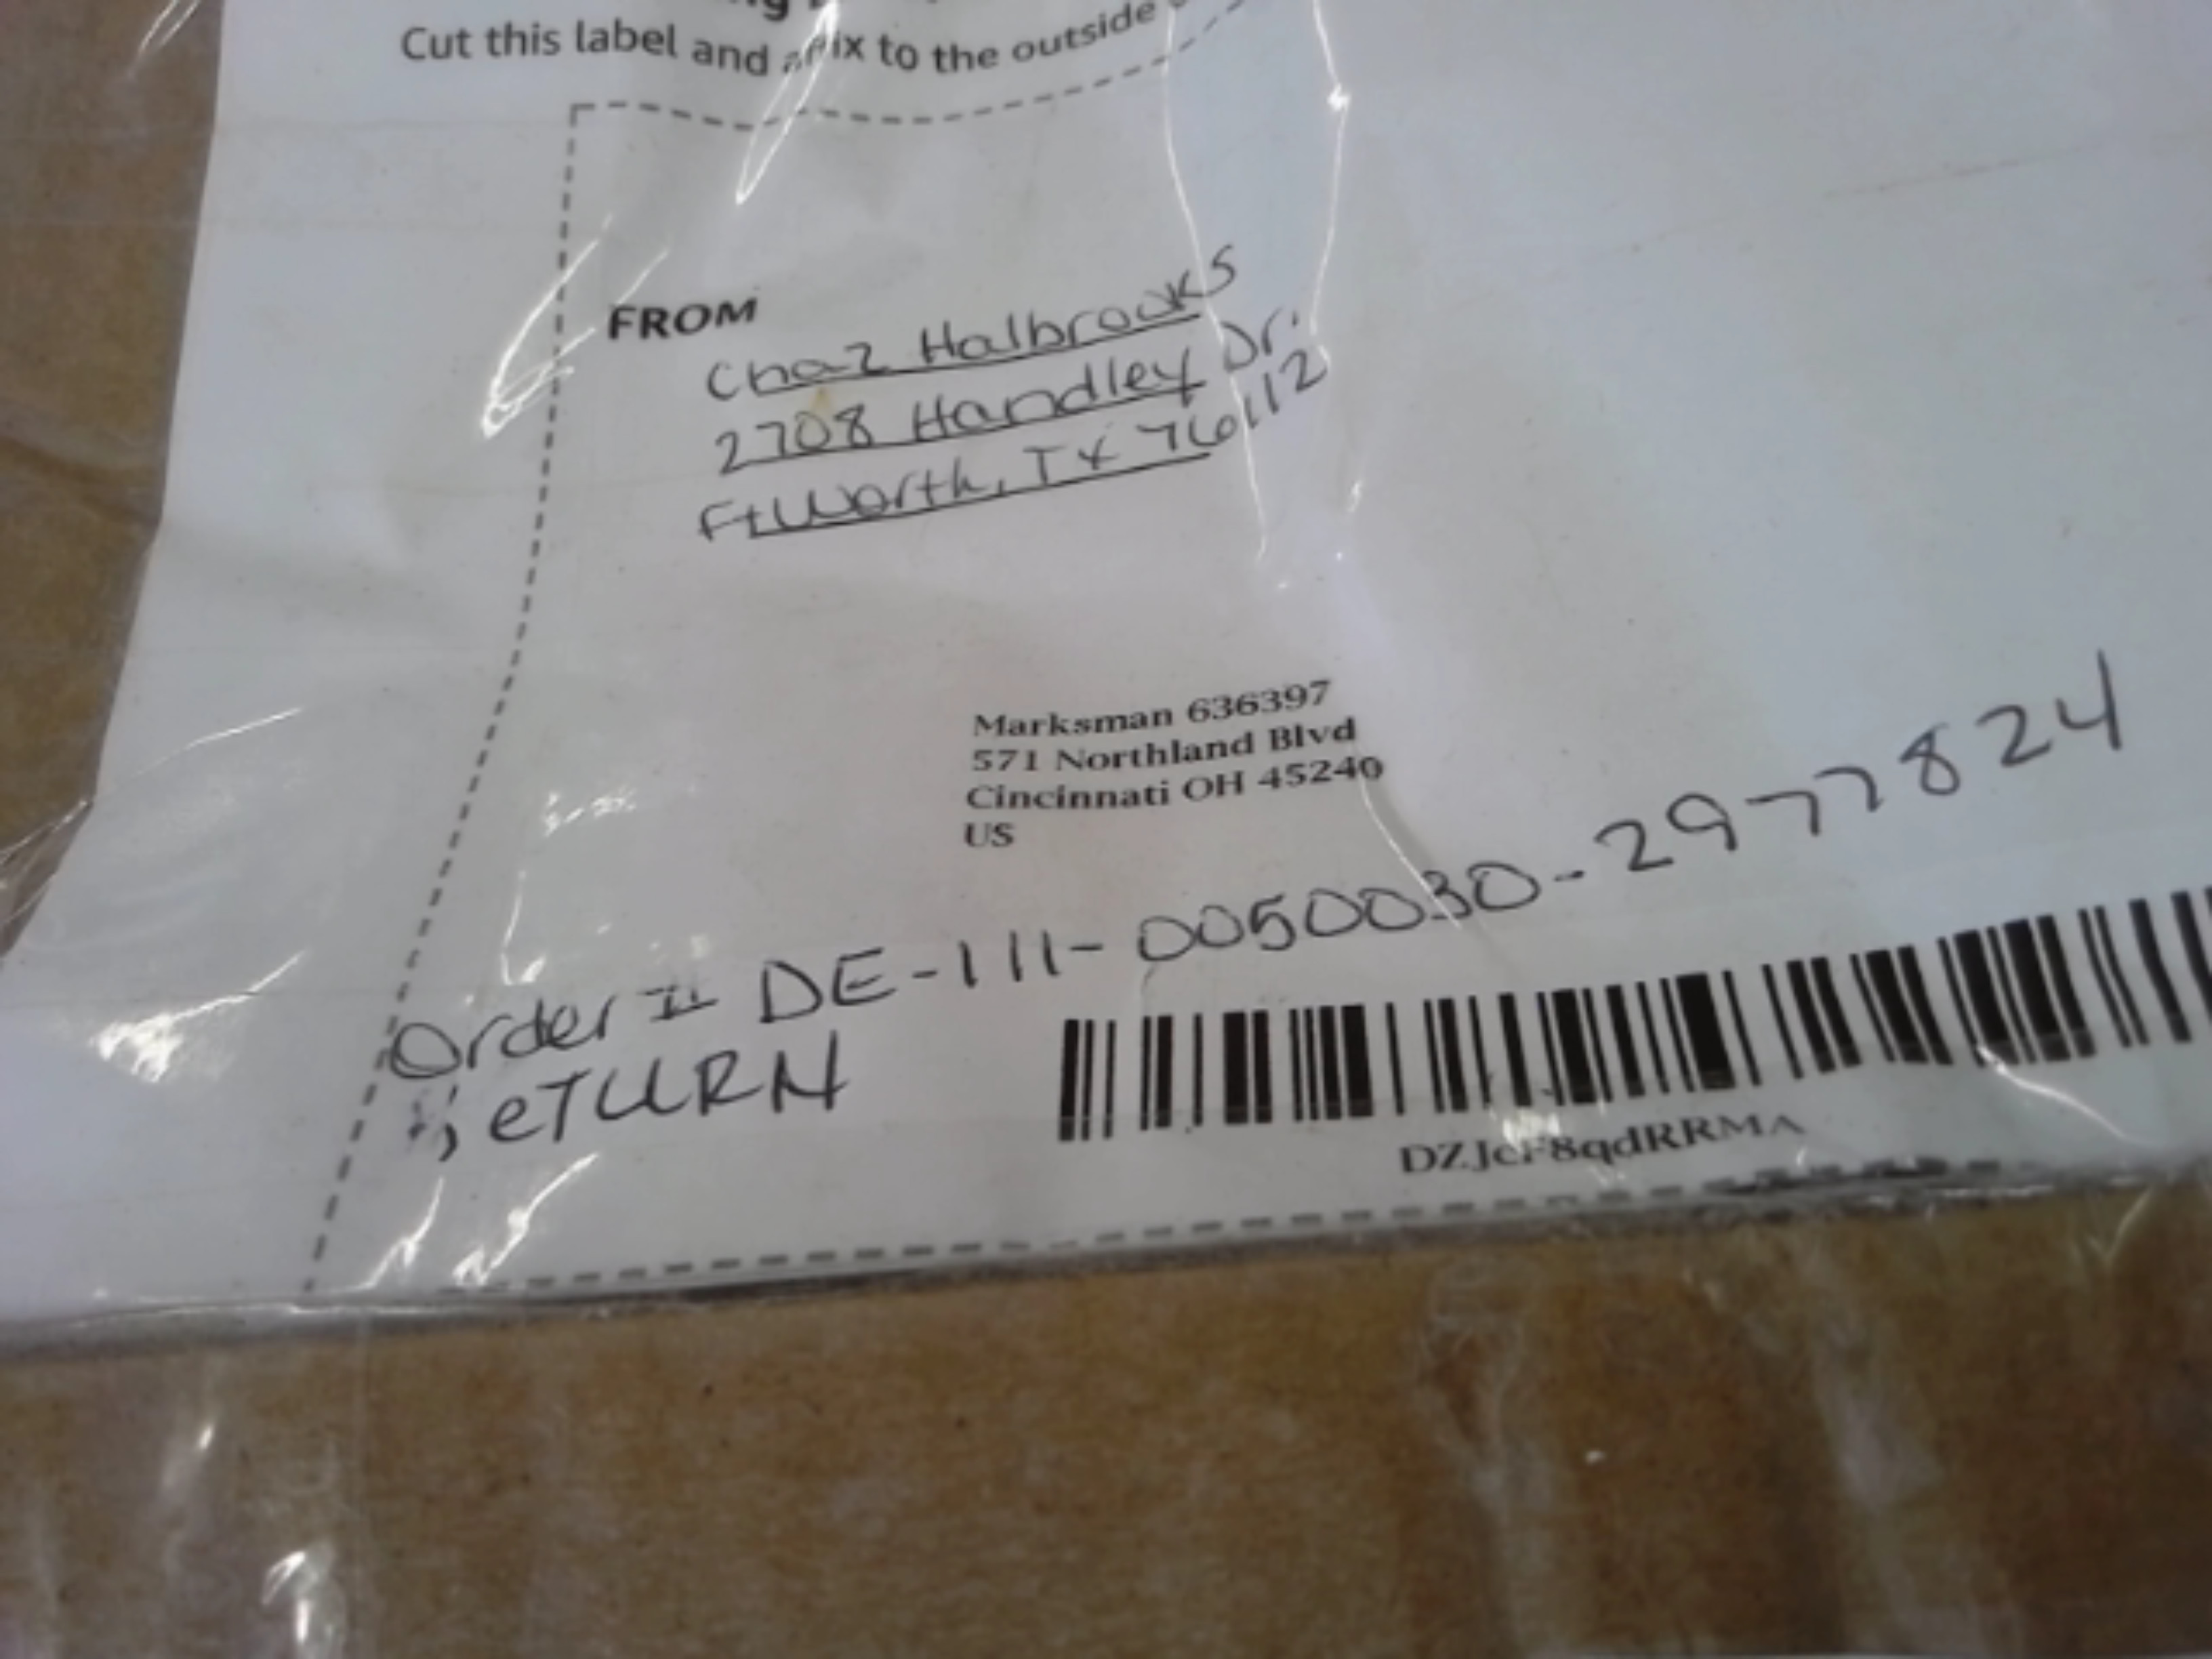 Cut this label and affix to the outside
FROM
Chaz Halbrooks
2708 Handley Dr.
Ft Worth, TX 76112
Marksman 636397
571 Northland Blvd
Cincinnati OH 45240
US
Order # DE-111-0050030-2977824
eTURN
DZJcF8qdRRMA